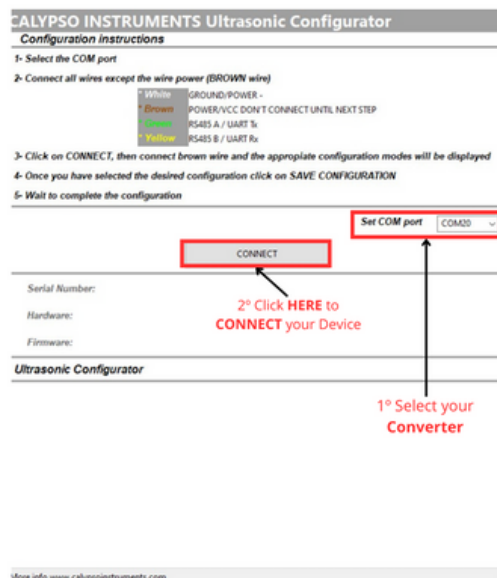 CALYPSO INSTRUMENTS Ultrasonic Configurator
Configuration instructions
1- Select the COM port
2- Connect all wires except the wire power (BROWN wire)
* White GROUND/POWER -
* Brown POWER/VCC DON'T CONNECT UNTIL NEXT STEP
RS485 A / UART Tx
* Yellow RS485 B / UART Rx
3- Click on CONNECT, then connect brown wire and the appropiate configuration modes will be displayed
4- Once you have selected the desired configuration click on SAVE CONFIGURATION
5- Wait to complete the configuration
Set COM port COM20
CONNECT
Serial Number:
2º Click HERE to
CONNECT your Device
Hardware:
Firmware:
Ultrasonic Configurator
1º Select your
Converter
More info www.calypsoinstruments.com